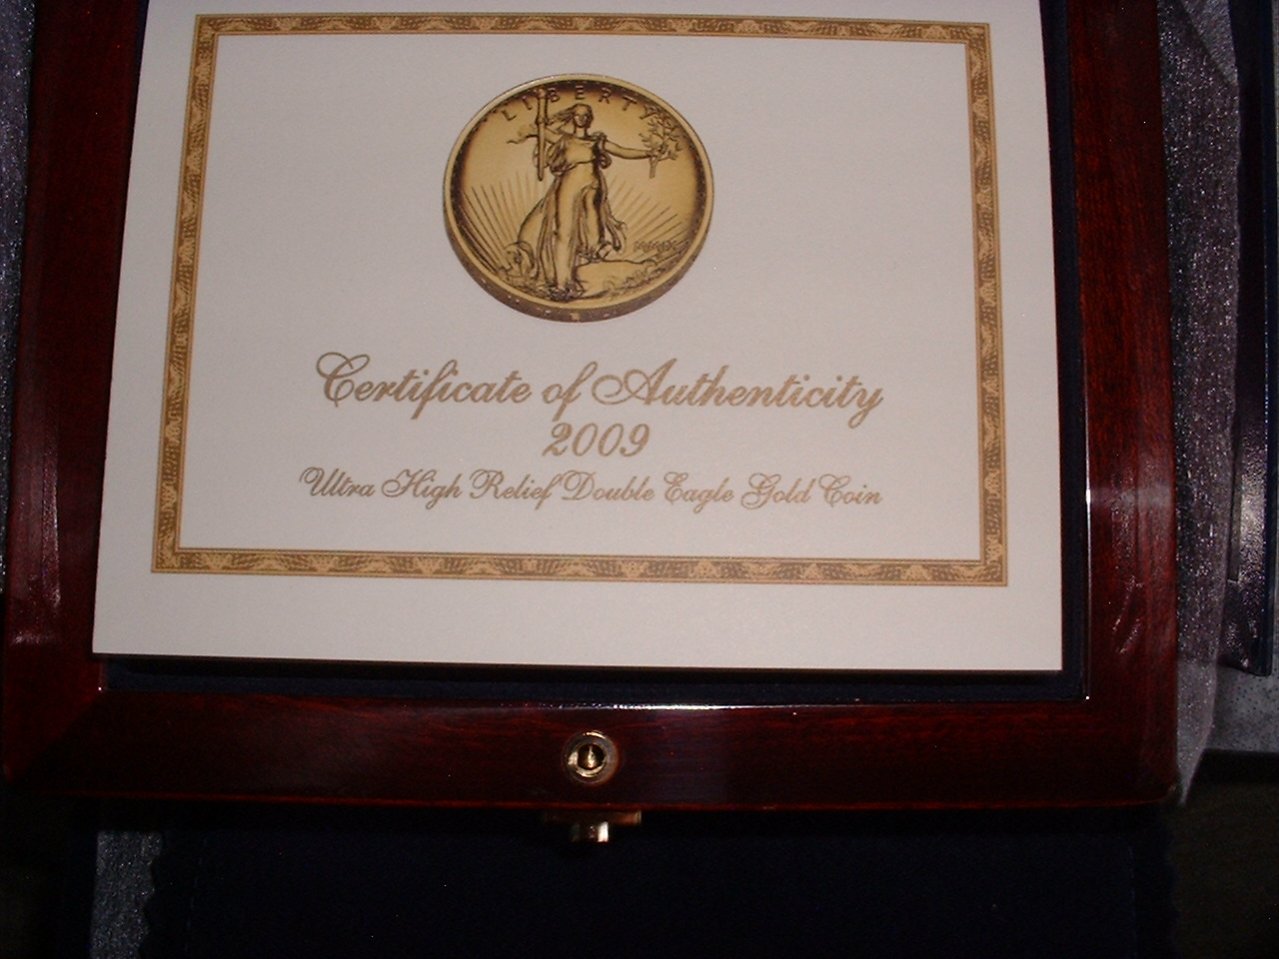 LIBERTY
Certificate of Authenticity
2009
Ultra High Relief Double Eagle Gold Coin